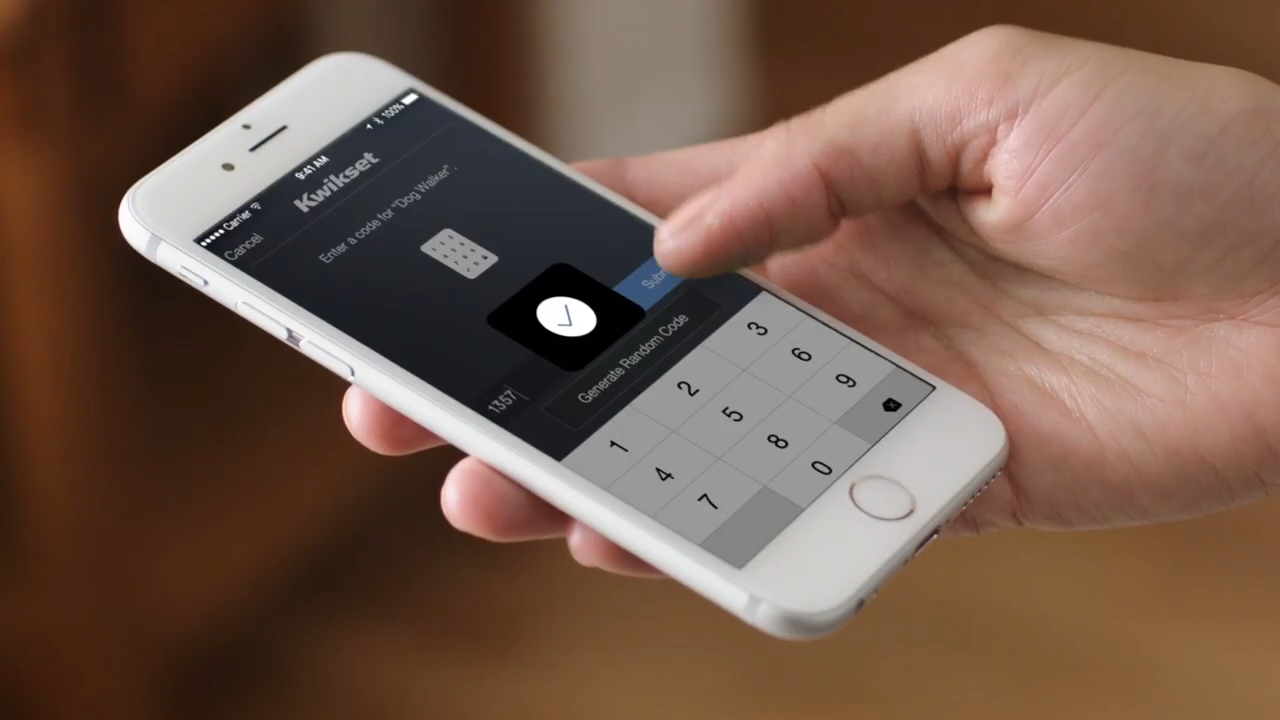 Carrier 9:41 AM 100%
Cancel Kwikset
Enter a code for "Dog Walker".
1357
Generate Random Code
1 2 3
4 5 6
7 8 9
0